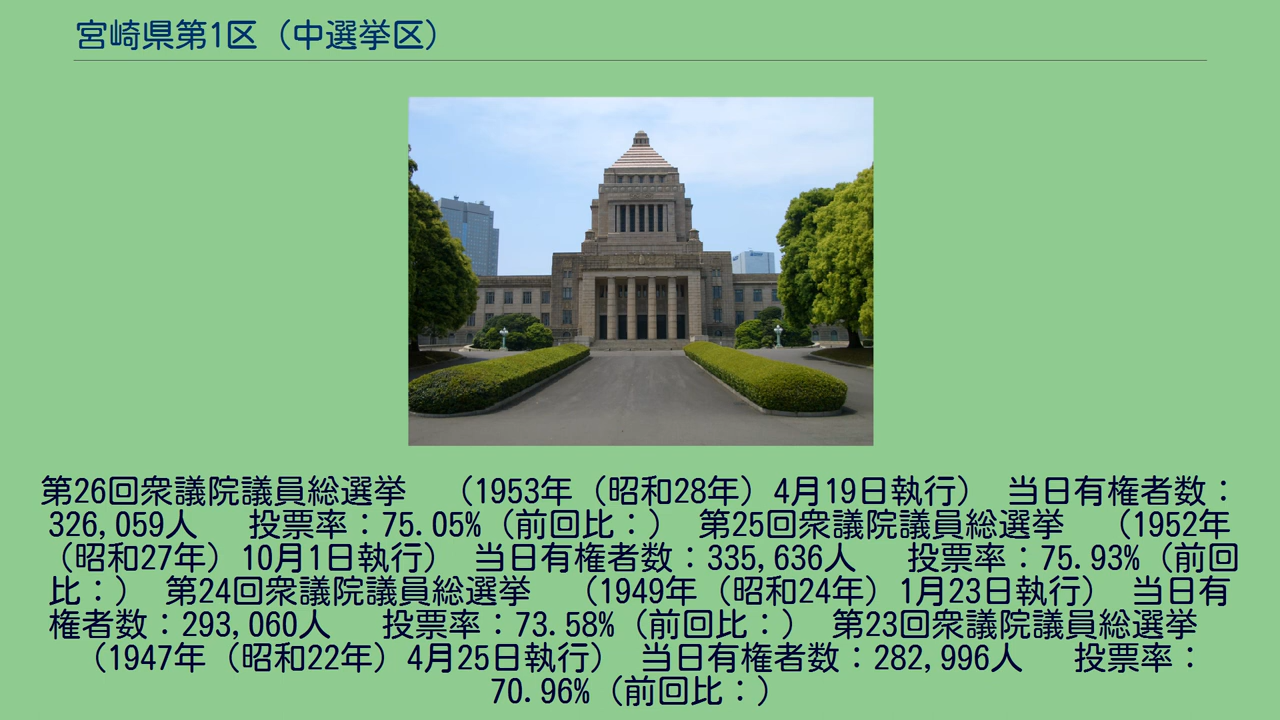 宮崎県第1区（中選挙区）
第26回衆議院議員総選挙　（1953年（昭和28年）4月19日執行） 当日有権者数：
326,059人　 投票率：75.05%（前回比：） 第25回衆議院議員総選挙　（1952年
（昭和27年）10月1日執行） 当日有権者数：335,636人　 投票率：75.93%（前回
比：） 第24回衆議院議員総選挙　（1949年（昭和24年）1月23日執行） 当日有
権者数：293,060人　 投票率：73.58%（前回比：） 第23回衆議院議員総選挙　
（1947年（昭和22年）4月25日執行） 当日有権者数：282,996人　 投票率：
70.96%（前回比：）